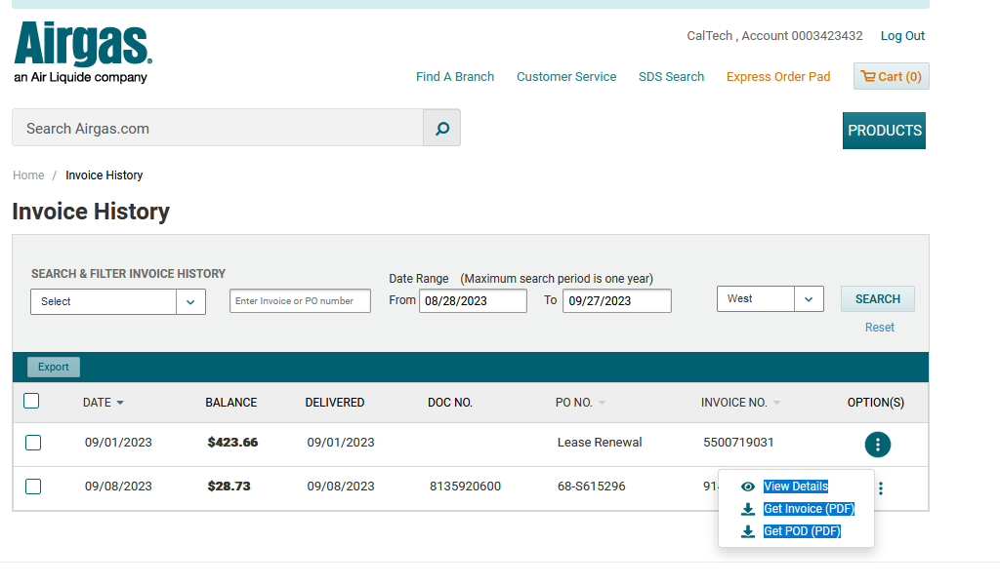 Airgas.
an Air Liquide company
CalTech , Account 0003423432 Log Out
Find A Branch Customer Service SDS Search Express Order Pad Cart (0)
Search Airgas.com
PRODUCTS
Home / Invoice History
Invoice History
SEARCH & FILTER INVOICE HISTORY
Date Range (Maximum search period is one year)
Select Enter Invoice or PO number From 08/28/2023 To 09/27/2023 West SEARCH
Reset
Export
DATE BALANCE DELIVERED DOC NO. PO NO. INVOICE NO. OPTION(S)
09/01/2023 $423.66 09/01/2023 Lease Renewal 5500719031
09/08/2023 $28.73 09/08/2023 8135920600 68-S615296
View Details
Get Invoice (PDF)
Get POD (PDF)